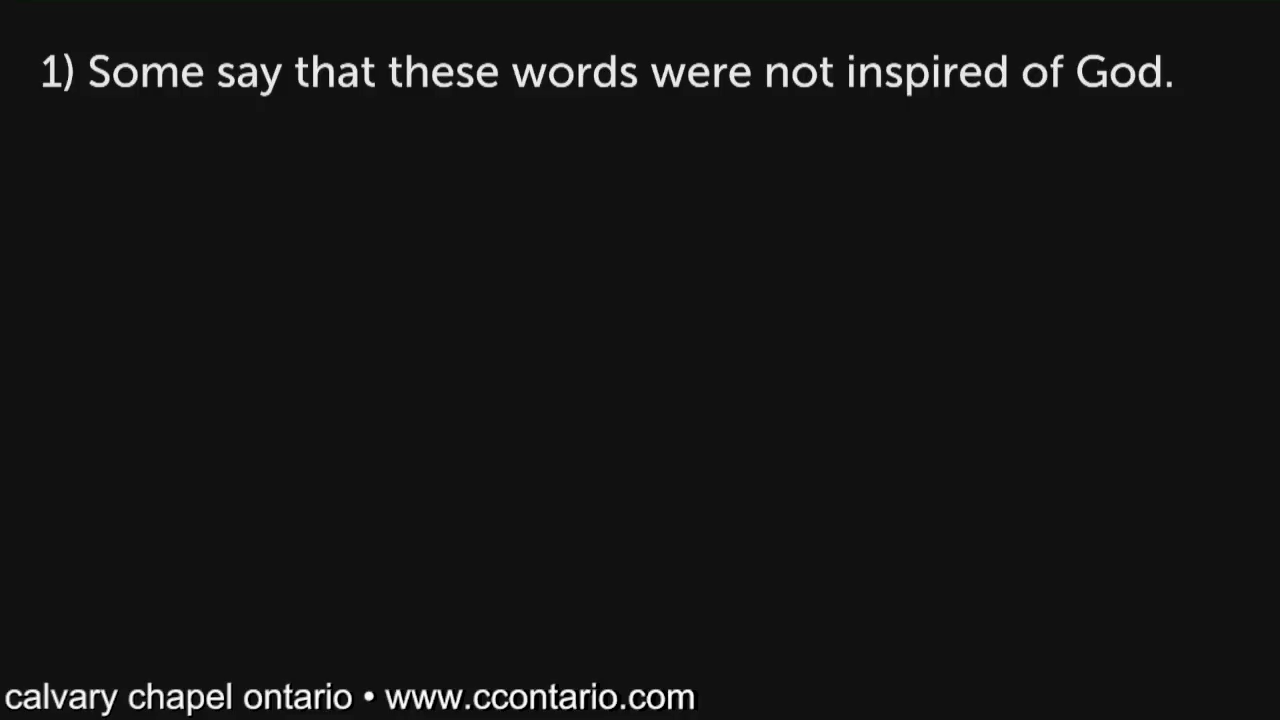 1) Some say that these words were not inspired of God.
calvary chapel ontario • www.ccontario.com